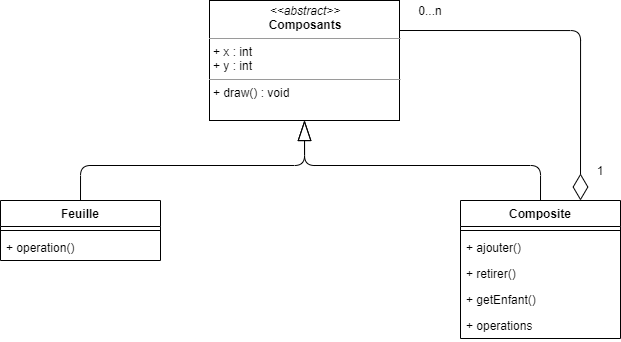 <<abstract>>
Composants
0...n
+ x : int
+ y : int
+ draw() : void
1
Feuille
+ operation()
Composite
+ ajouter()
+ retirer()
+ getEnfant()
+ operations